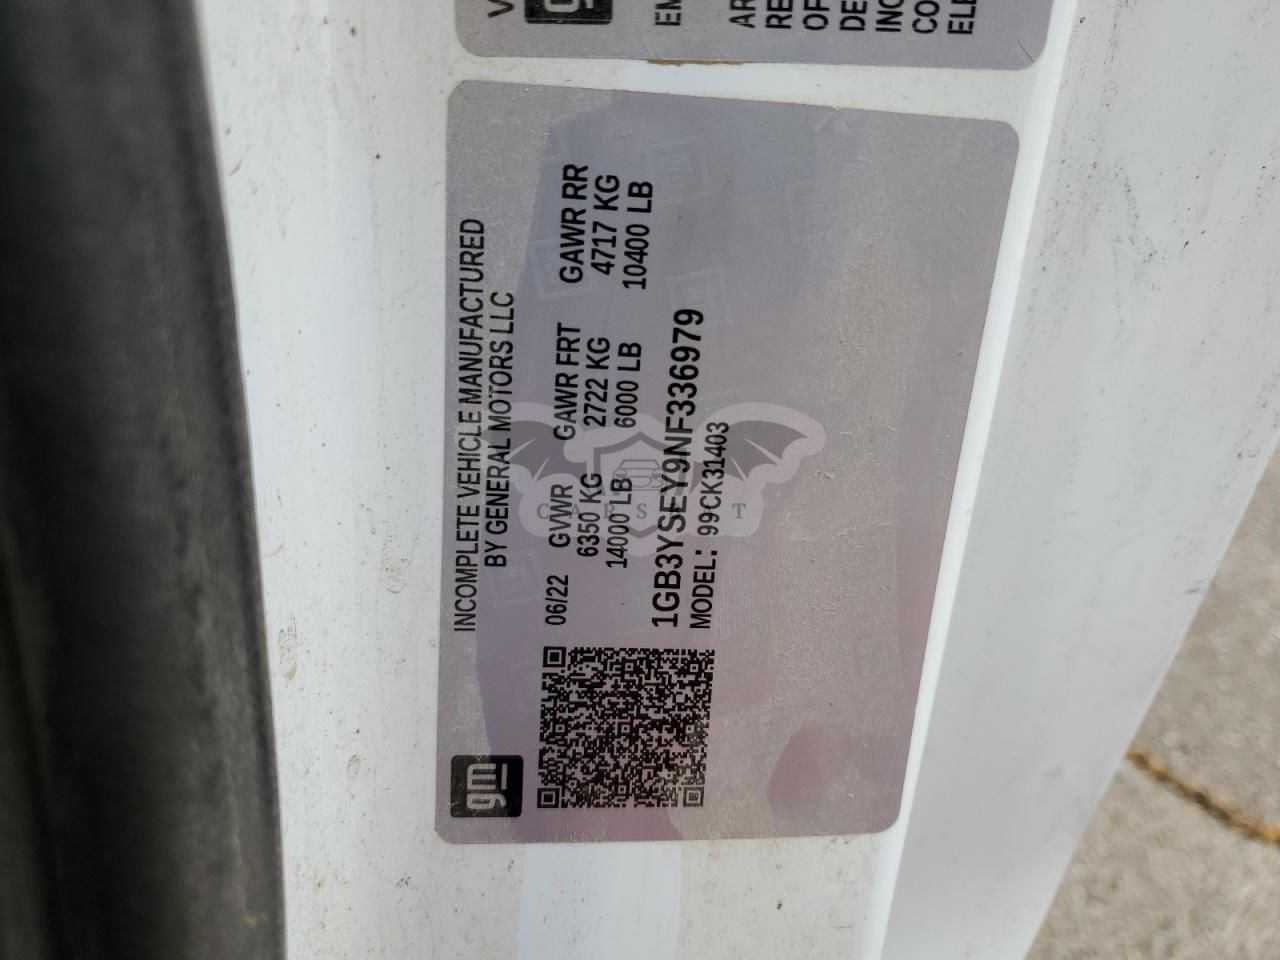 gm
INCOMPLETE VEHICLE MANUFACTURED
BY GENERAL MOTORS LLC
06/22 GVWR GAWR FRT GAWR RR
6350 KG 2722 KG 4717 KG
14000 LB 6000 LB 10400 LB
1GB3YSEY9NF336979
MODEL: 99CK31403